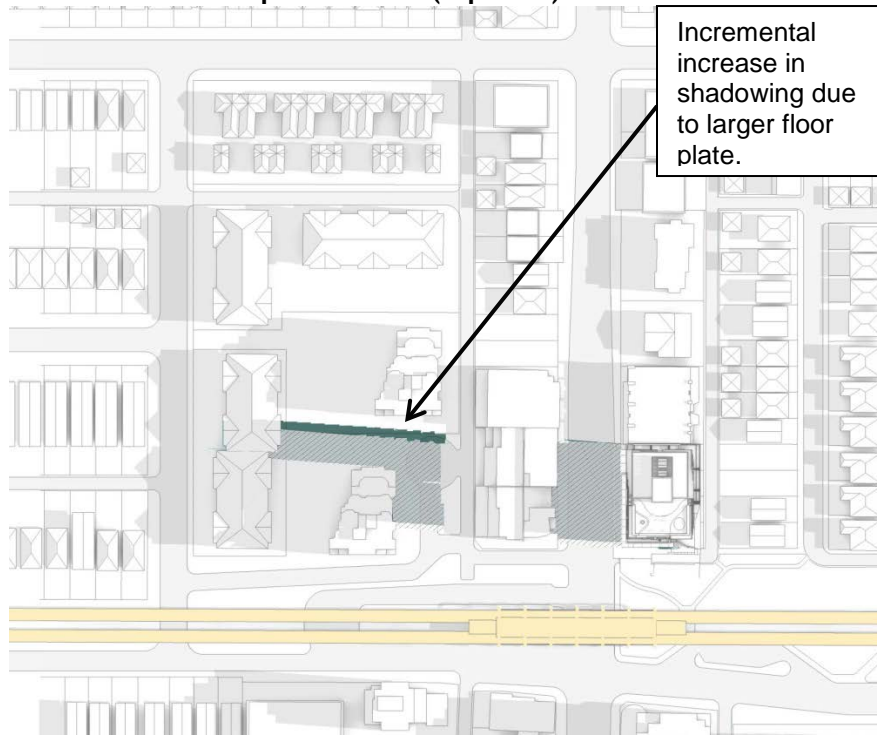 Incremental
increase in
shadowing due
to larger floor
plate.